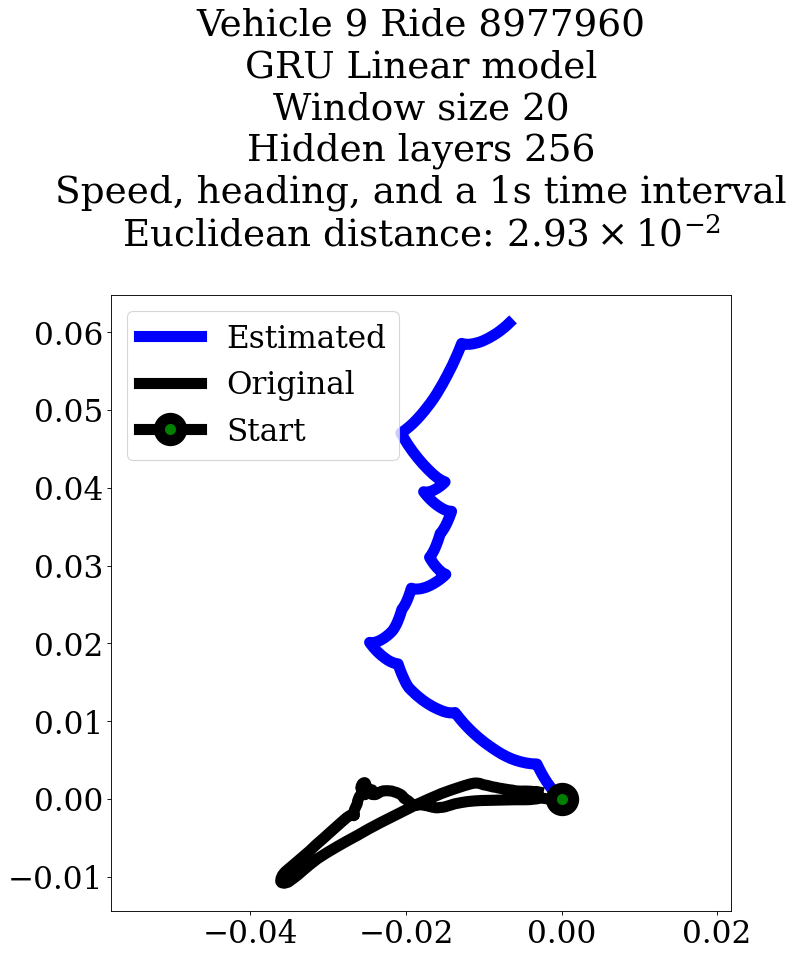 Vehicle 9 Ride 8977960
GRU Linear model
Window size 20
Hidden layers 256
Speed, heading, and a 1s time interval
Euclidean distance: 2.93 × 10⁻²
Estimated
Original
Start
0.06
0.05
0.04
0.03
0.02
0.01
0.00
−0.01
−0.04
−0.02
0.00
0.02